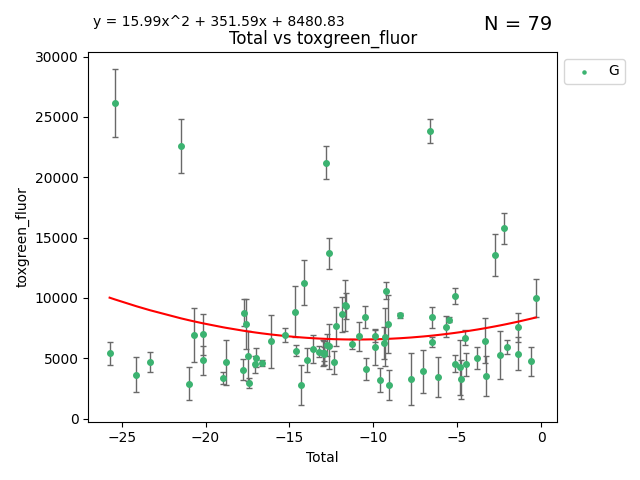 y = 15.99x^2 + 351.59x + 8480.83
N = 79
Total vs toxgreen_fluor
30000
25000
20000
15000
10000
5000
0
toxgreen_fluor
G
−25
−20
−15
−10
−5
0
Total